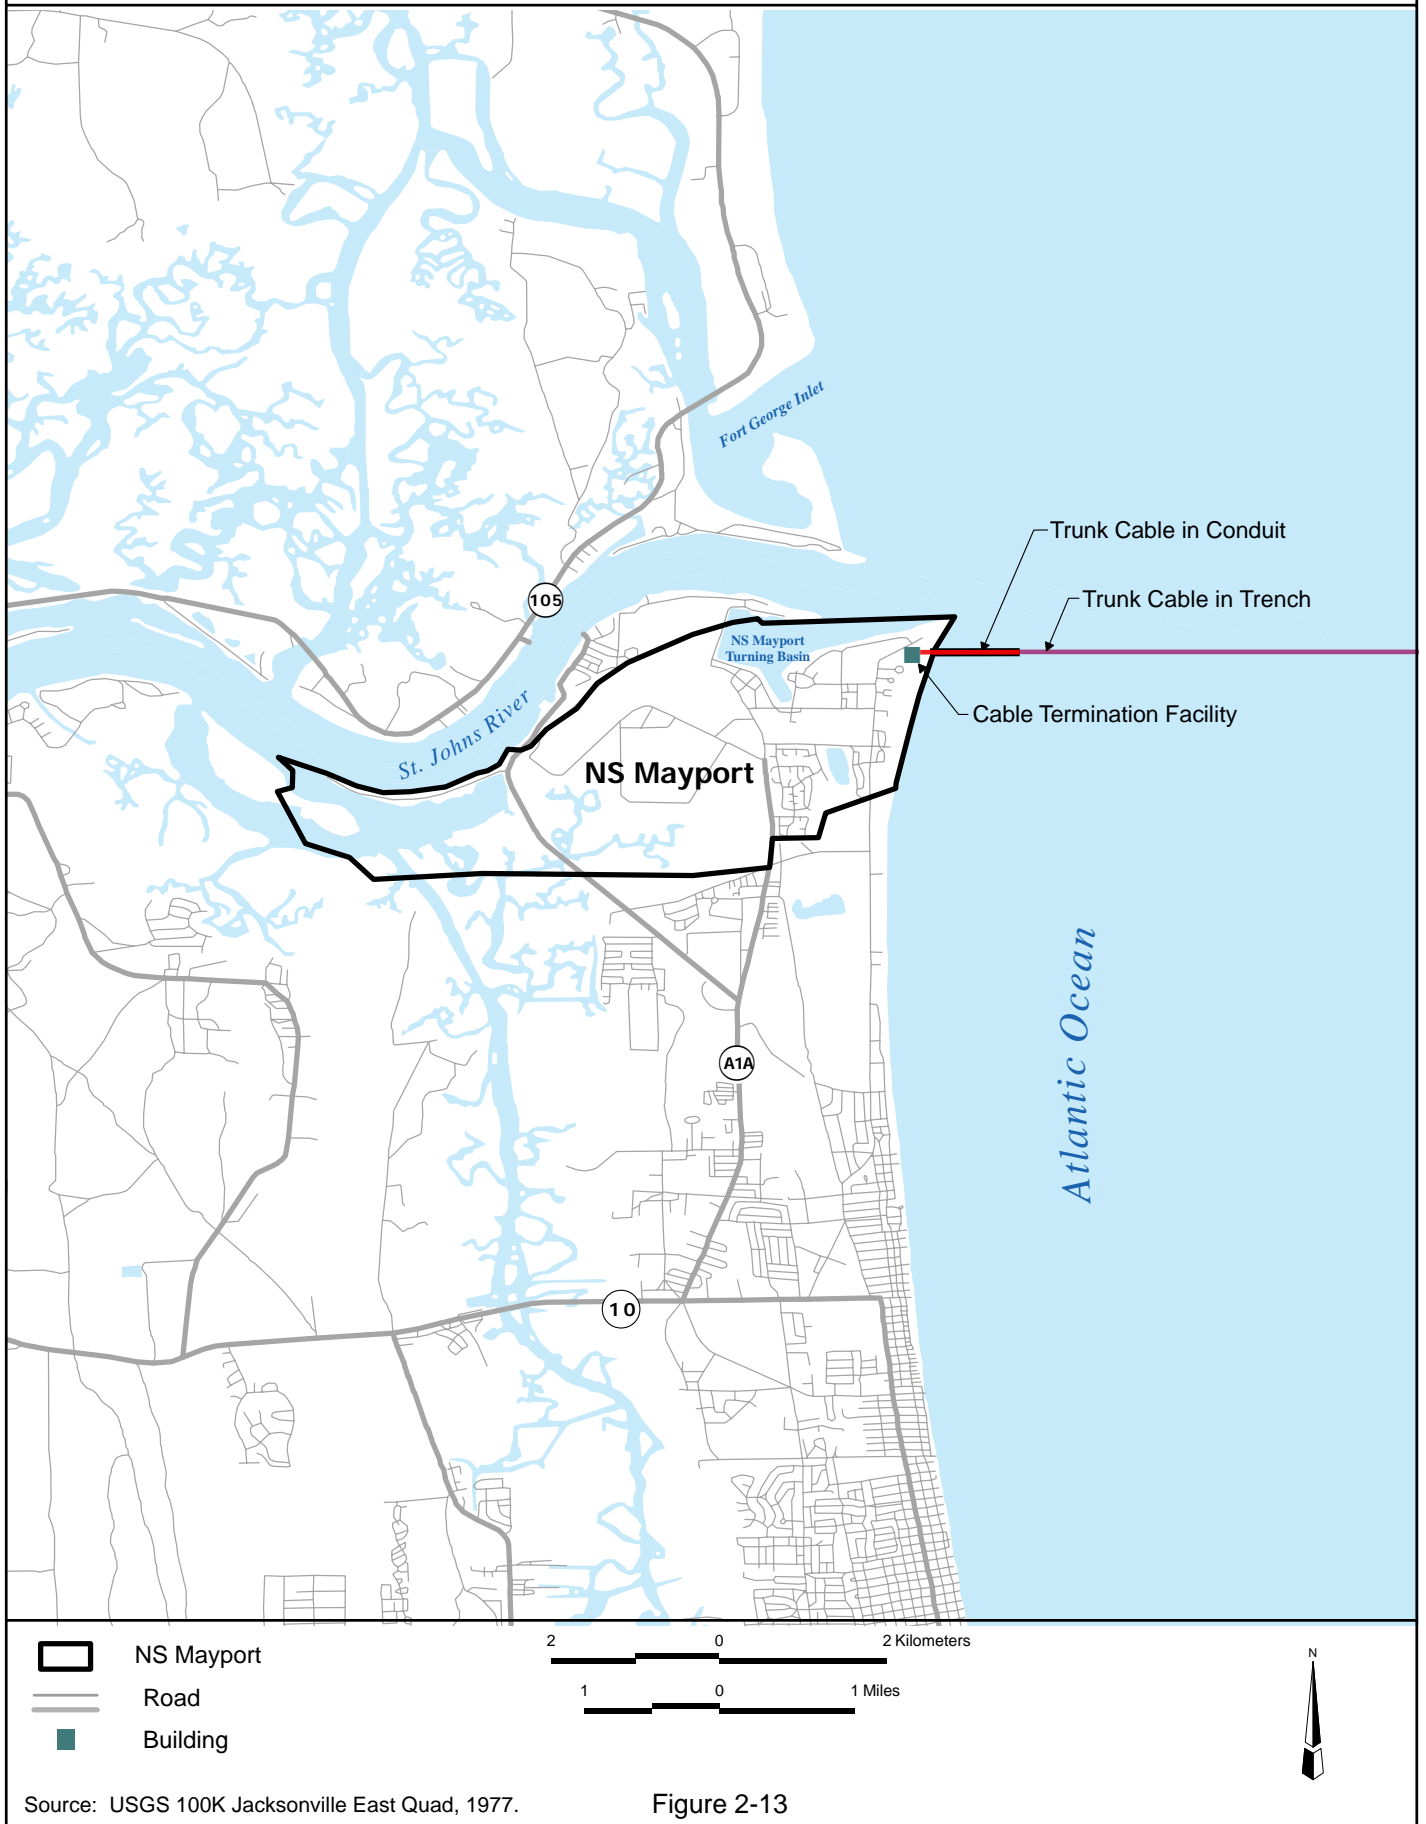 Fort George Inlet
Trunk Cable in Conduit
105
Trunk Cable in Trench
NS Mayport
Turning Basin
St. Johns River
Cable Termination Facility
NS Mayport
Atlantic Ocean
A1A
10
NS Mayport
Road
Building
2 0 2 Kilometers
1 0 1 Miles
N
Source: USGS 100K Jacksonville East Quad, 1977.
Figure 2-13